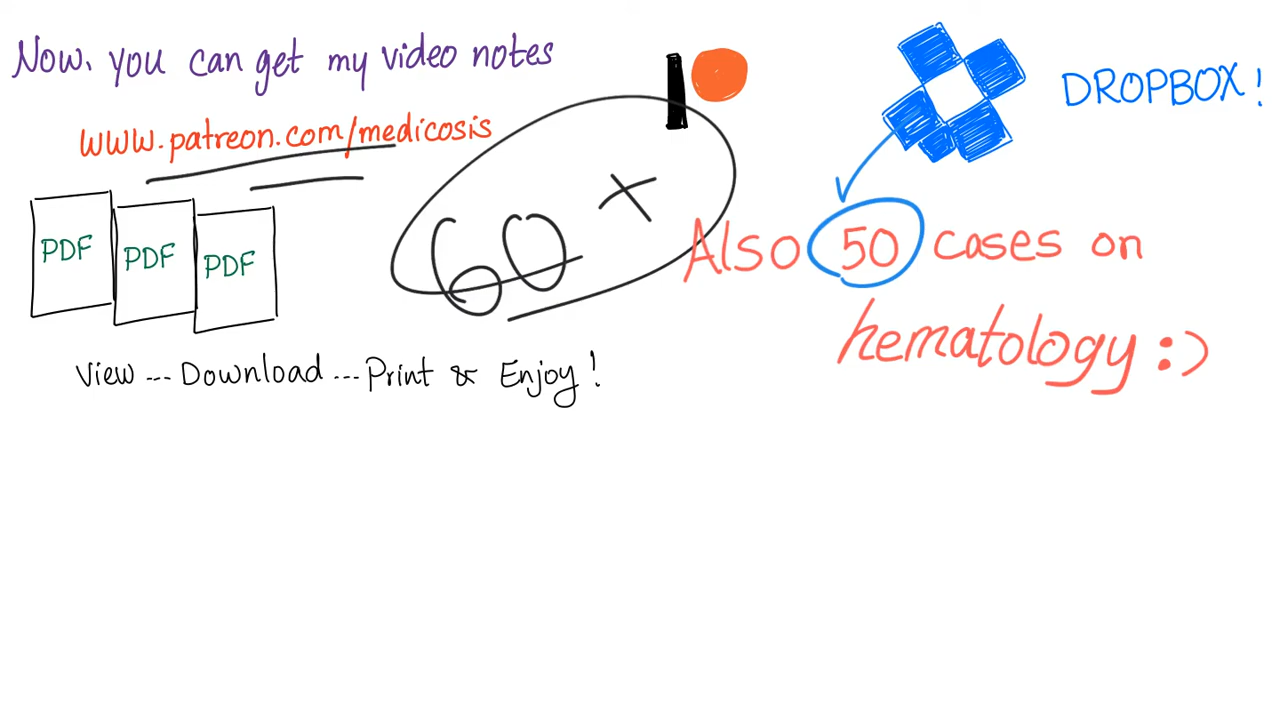 Now, you can get my video notes
www.patreon.com/medicosis
DROPBOX!
60 +
Also 50 cases on
hematology :)
PDF
PDF
PDF
View ... Download ... Print & Enjoy!